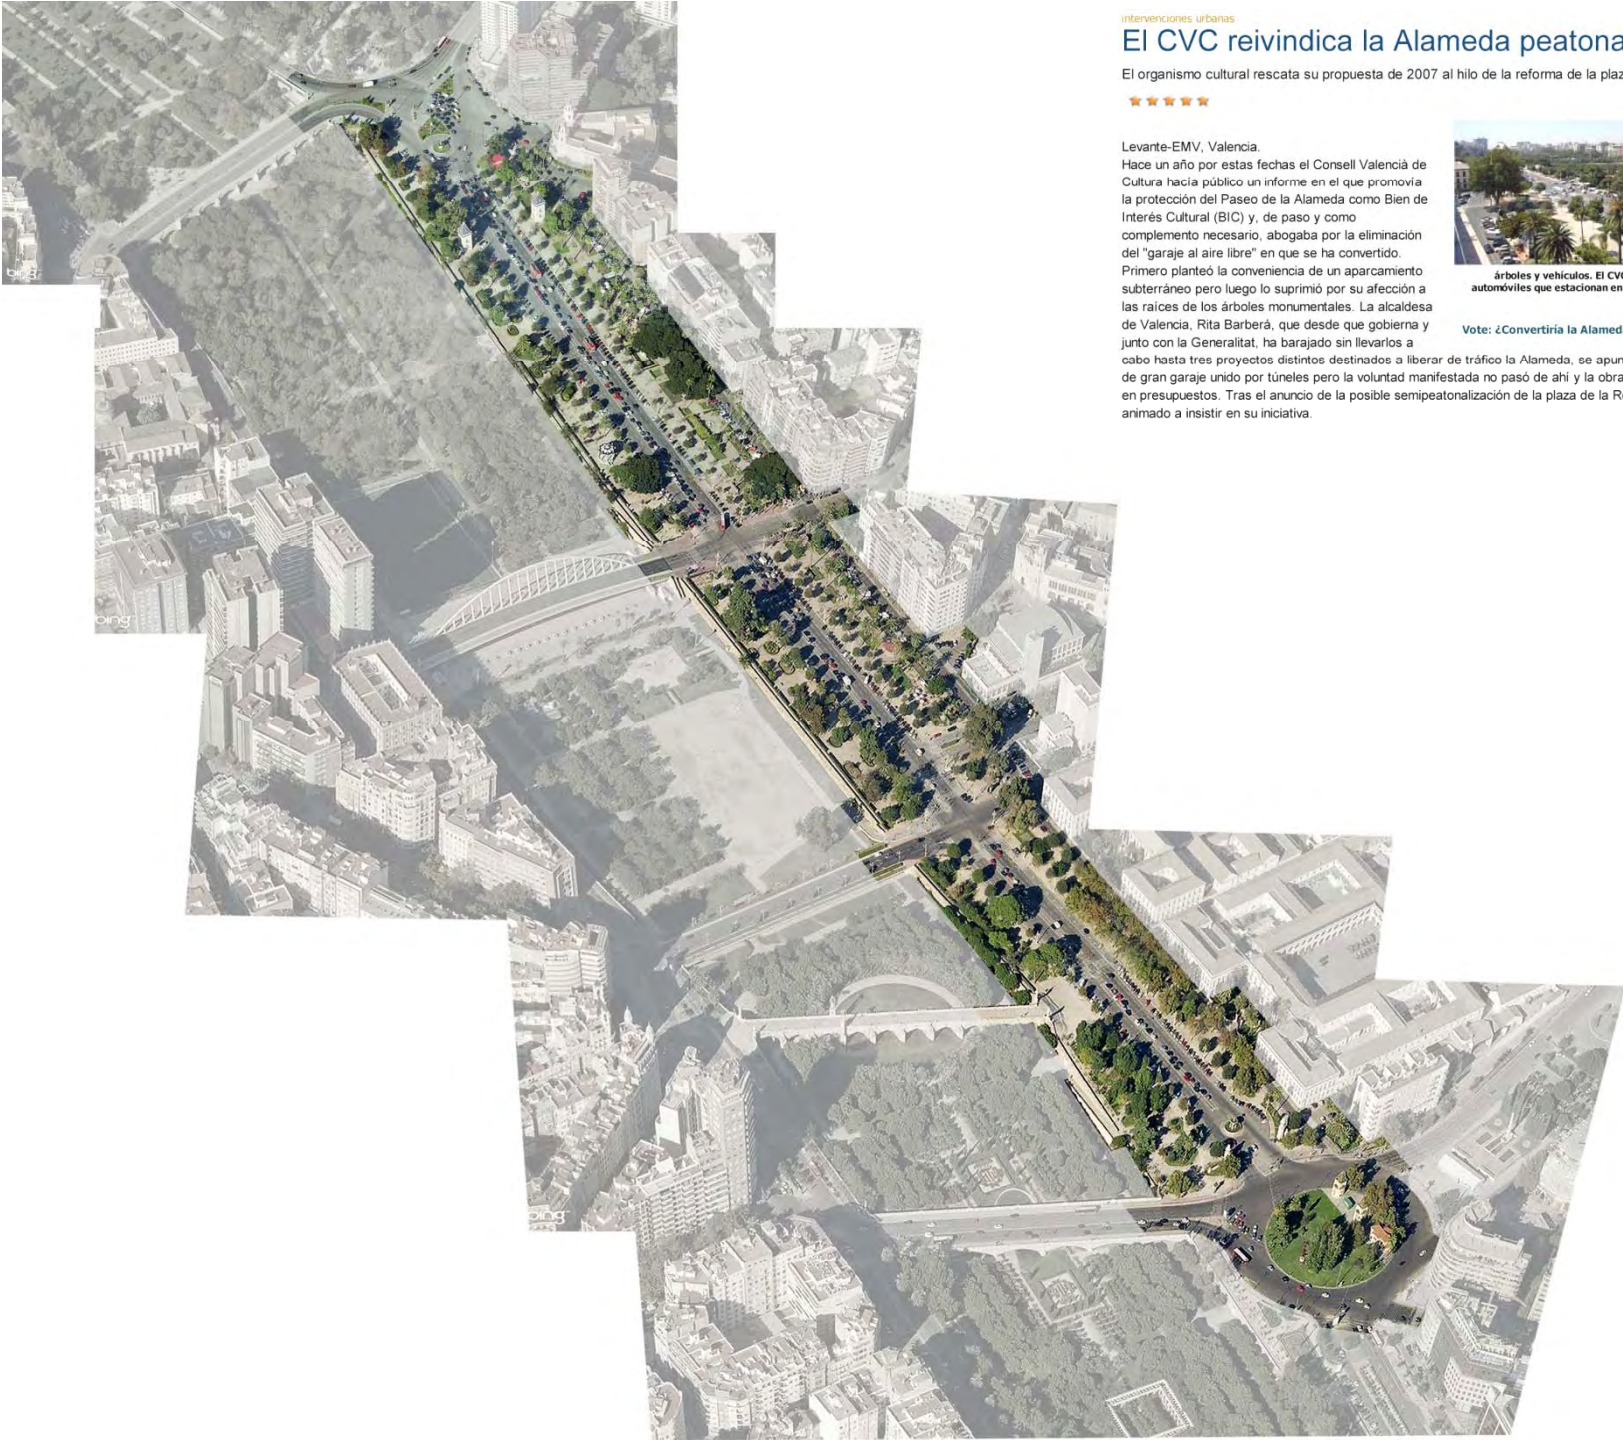 intervenciones urbanas
El CVC reivindica la Alameda peatona
El organismo cultural rescata su propuesta de 2007 al hilo de la reforma de la plaz
Levante-EMV, Valencia.
Hace un año por estas fechas el Consell Valencià de
Cultura hacía público un informe en el que promovía
la protección del Paseo de la Alameda como Bien de
Interés Cultural (BIC) y, de paso y como
complemento necesario, abogaba por la eliminación
del "garaje al aire libre" en que se ha convertido.
Primero planteó la conveniencia de un aparcamiento
subterráneo pero luego lo suprimió por su afección a
las raíces de los árboles monumentales. La alcaldesa
de Valencia, Rita Barberá, que desde que gobierna y
junto con la Generalitat, ha barajado sin llevarlos a
cabo hasta tres proyectos distintos destinados a liberar de tráfico la Alameda, se apun
de gran garaje unido por túneles pero la voluntad manifestada no pasó de ahí y la obra
en presupuestos. Tras el anuncio de la posible semipeatonalización de la plaza de la R
animado a insistir en su iniciativa.
árboles y vehículos. El CV
automóviles que estacionan en
Vote: ¿Convertiría la Alamed
bing
bing
bing